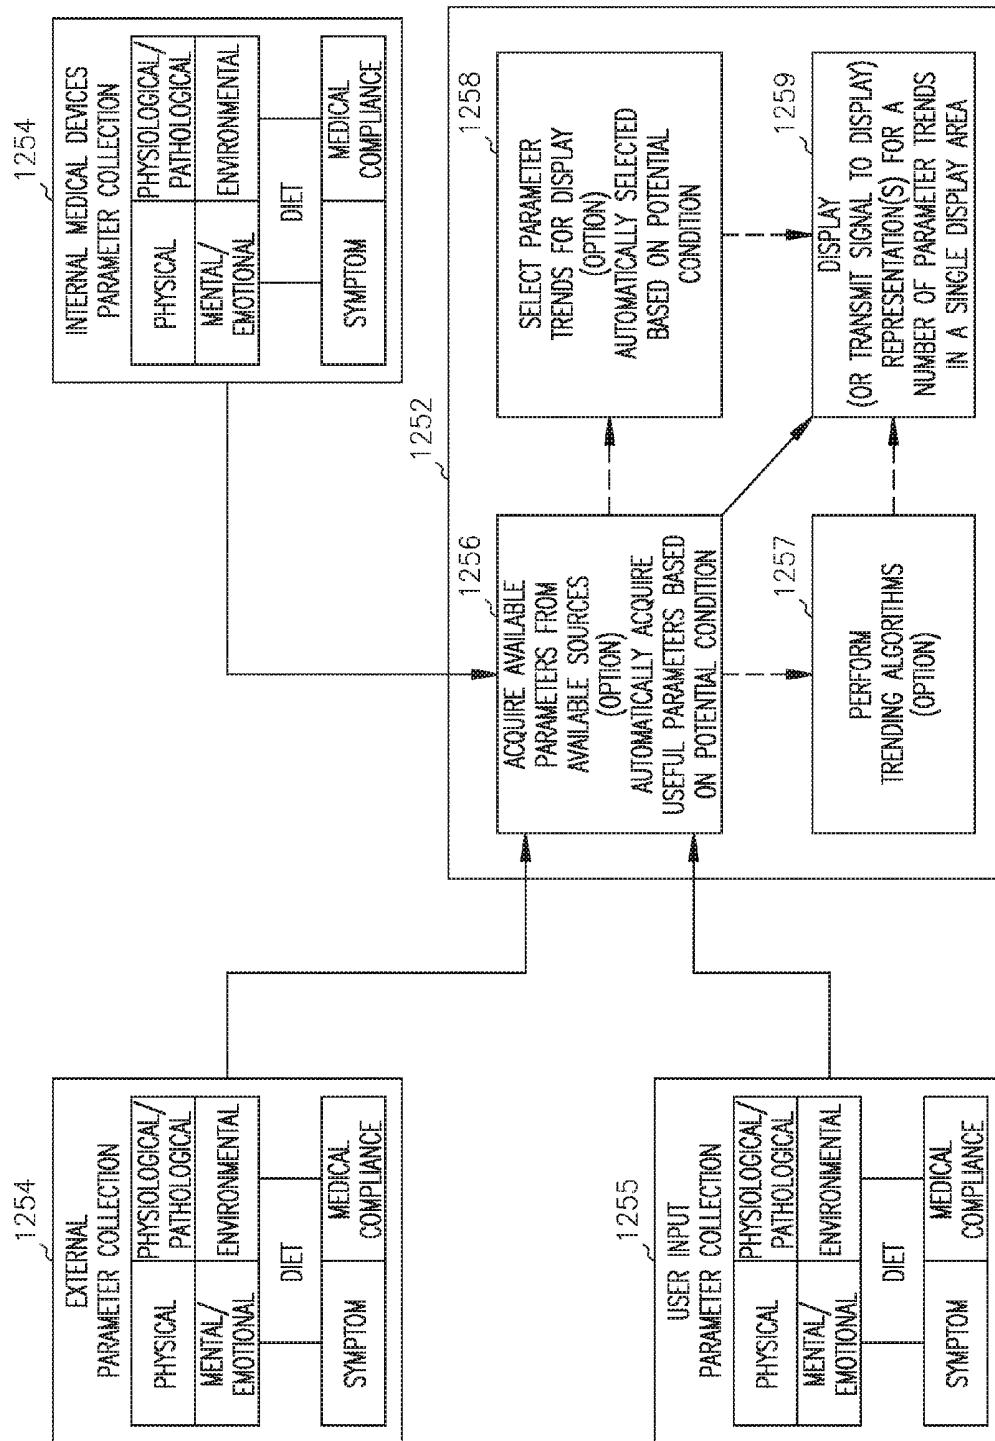 1254
EXTERNAL
PARAMETER COLLECTION
PHYSICAL
PHYSIOLOGICAL/
PATHOLOGICAL
MENTAL/
EMOTIONAL
ENVIRONMENTAL
DIET
SYMPTOM
MEDICAL
COMPLIANCE
1254
INTERNAL MEDICAL DEVICES
PARAMETER COLLECTION
PHYSICAL
PHYSIOLOGICAL/
PATHOLOGICAL
MENTAL/
EMOTIONAL
ENVIRONMENTAL
DIET
SYMPTOM
MEDICAL
COMPLIANCE
1255
USER INPUT
PARAMETER COLLECTION
PHYSICAL
PHYSIOLOGICAL/
PATHOLOGICAL
MENTAL/
EMOTIONAL
ENVIRONMENTAL
DIET
SYMPTOM
MEDICAL
COMPLIANCE
1252
1256
ACQUIRE AVAILABLE
PARAMETERS FROM
AVAILABLE SOURCES
(OPTION)
AUTOMATICALLY ACQUIRE
USEFUL PARAMETERS BASED
ON POTENTIAL CONDITION
1258
SELECT PARAMETER
TRENDS FOR DISPLAY
(OPTION)
AUTOMATICALLY SELECTED
BASED ON POTENTIAL
CONDITION
1257
PERFORM
TRENDING ALGORITHMS
(OPTION)
1259
DISPLAY
(OR TRANSMIT SIGNAL TO DISPLAY)
REPRESENTATION(S) FOR A
NUMBER OF PARAMETER TRENDS
IN A SINGLE DISPLAY AREA